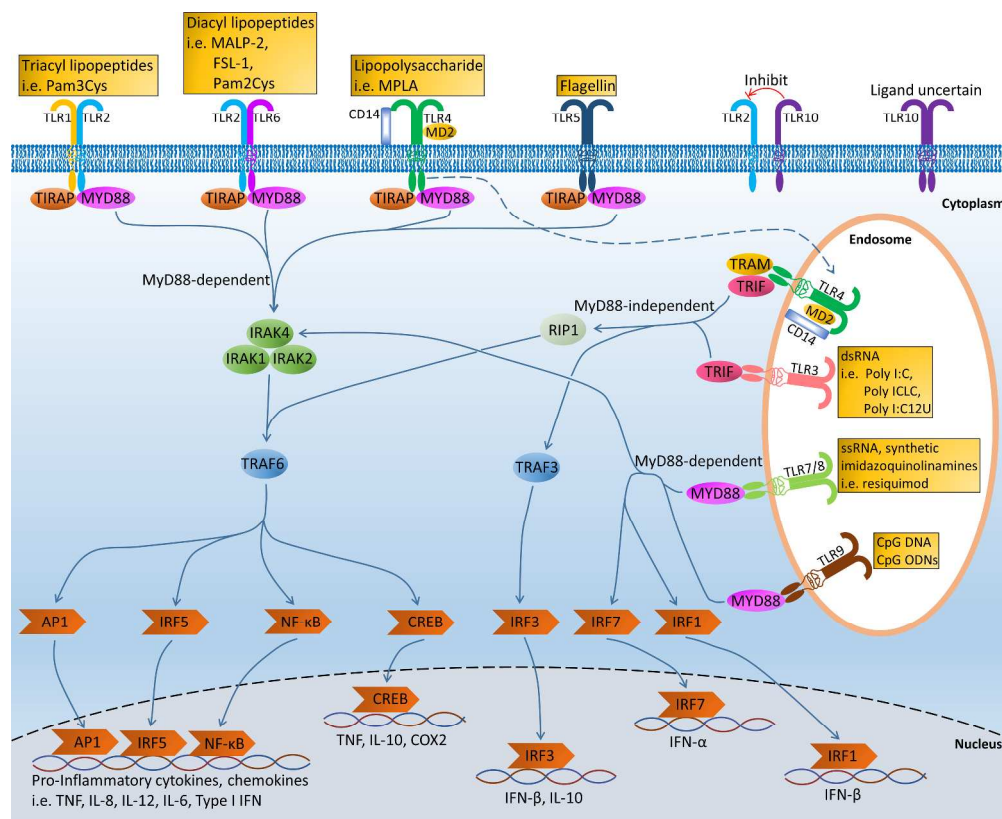 Triacyl lipopeptides
i.e. Pam3Cys
Diacyl lipopeptides
i.e. MALP-2,
FSL-1,
Pam2Cys
Lipopolysaccharide
i.e. MPLA
Flagellin
Inhibit
Ligand uncertain
TLR1
TLR2
TLR2
TLR6
CD14
TLR4
MD2
TLR5
TLR2
TLR10
TLR10
TIRAP
MYD88
TIRAP
MYD88
TIRAP
MYD88
TIRAP
MYD88
Cytoplasm
Endosome
MyD88-dependent
TRAM
TRIF
TLR4
MD2
CD14
MyD88-independent
RIP1
IRAK4
IRAK1
IRAK2
TRIF
TLR3
dsRNA
i.e. Poly I:C,
Poly ICLC,
Poly I:C12U
TRAF6
TRAF3
MyD88-dependent
MYD88
TLR7/8
ssRNA, synthetic
imidazoquinolinamines
i.e. resiquimod
MYD88
TLR9
CpG DNA
CpG ODNs
AP1
IRF5
NF-κB
CREB
IRF3
IRF7
IRF1
CREB
TNF, IL-10, COX2
IRF7
IFN-α
AP1
IRF5
NF-κB
IRF3
IRF1
Nucleus
Pro-Inflammatory cytokines, chemokines
i.e. TNF, IL-8, IL-12, IL-6, Type I IFN
IFN-β, IL-10
IFN-β